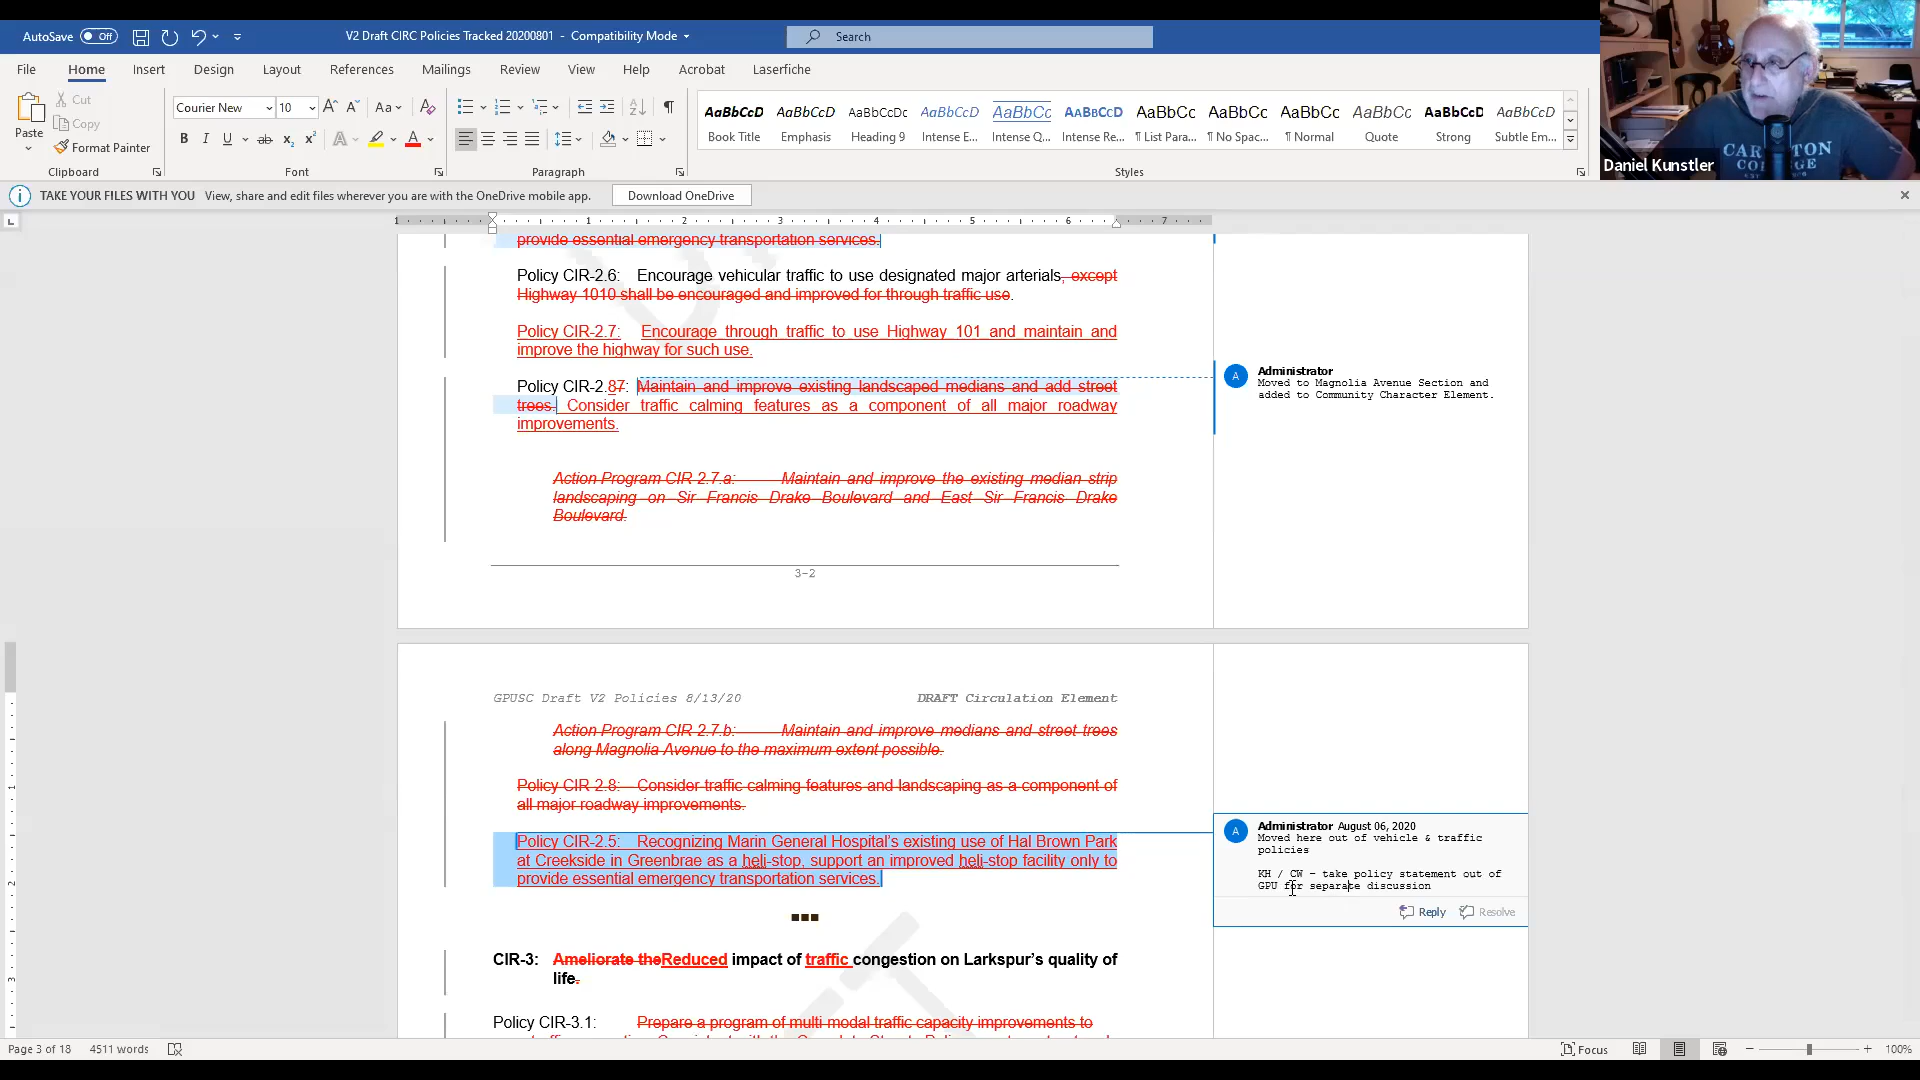 AutoSave Off
V2 Draft CIRC Policies Tracked 20200801 - Compatibility Mode
Search
File Home Insert Design Layout References Mailings Review View Help Acrobat Laserfiche
Paste
Cut
Copy
Format Painter
Clipboard
Courier New 10
Font
Paragraph
AaBbCcD AaBbCcD AaBbCcDc AaBbCcD AaBbCc AaBbCcD AaBbCc AaBbCc AaBbCc AaBbCc AaBbCcD AaBbCcD
Book Title Emphasis Heading 9 Intense E... Intense Q... Intense Re... ¶ List Para... ¶ No Spac... ¶ Normal Quote Strong Subtle Em...
Styles
Daniel Kunstler
TAKE YOUR FILES WITH YOU View, share and edit files wherever you are with the OneDrive mobile app. Download OneDrive
1 1 2 3 4 5 6 7
provide essential emergency transportation services.
Policy CIR-2.6: Encourage vehicular traffic to use designated major arterials, except
Highway 1010 shall be encouraged and improved for through traffic use.
Policy CIR-2.7: Encourage through traffic to use Highway 101 and maintain and
improve the highway for such use.
Policy CIR-2.87: Maintain and improve existing landscaped medians and add street
trees. Consider traffic calming features as a component of all major roadway
improvements.
Action Program CIR 2.7.a: Maintain and improve the existing median strip
landscaping on Sir Francis Drake Boulevard and East Sir Francis Drake
Boulevard.
3-2
A Administrator
Moved to Magnolia Avenue Section and
added to Community Character Element.
GPUSC Draft V2 Policies 8/13/20 DRAFT Circulation Element
Action Program CIR 2.7.b: Maintain and improve medians and street trees
along Magnolia Avenue to the maximum extent possible.
Policy CIR 2.8: Consider traffic calming features and landscaping as a component of
all major roadway improvements.
Policy CIR-2.5: Recognizing Marin General Hospital's existing use of Hal Brown Park
at Creekside in Greenbrae as a heli-stop, support an improved heli-stop facility only to
provide essential emergency transportation services.
A Administrator August 06, 2020
Moved here out of vehicle & traffic
policies
KH / CW – take policy statement out of
GPU for separate discussion
Reply Resolve
CIR-3: Ameliorate theReduced impact of traffic congestion on Larkspur's quality of
life.
Policy CIR-3.1: Prepare a program of multi modal traffic capacity improvements to
Page 3 of 18 4511 words
Focus
100%